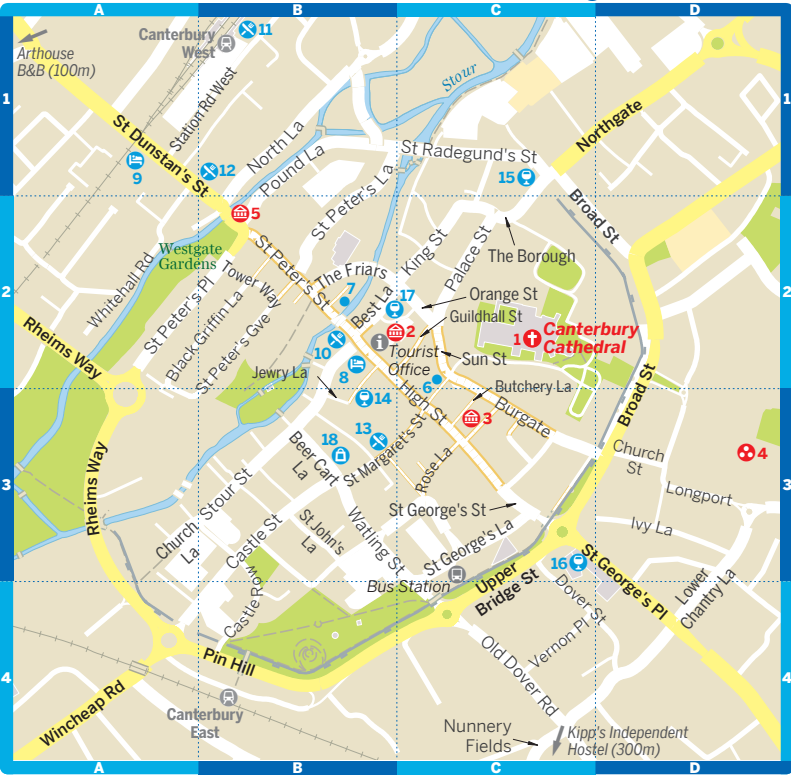 A
B
C
D
Canterbury
West
11
Arthouse
B&B (100m)
Stour
1
1
Station Rd West
Northgate
St Dunstan's St
North La
Pound La
St Radegund's St
9
12
15
St Peter's La
Broad St
5
Westgate
Gardens
St Peter's St
King St
Palace St
The Borough
Whitehall Rd
Tower Way
The Friars
2
2
7
Best La
17
Orange St
St Peter's Pl
Black Griffin La
St Peter's Gve
Guildhall St
2
1
Canterbury
Cathedral
Rheims Way
10
Tourist
Office
Sun St
8
6
Jewry La
Butchery La
14
High St
Broad St
3
Burgate
18
13
Beer Cart
La
St Margaret's St
Church
St
4
Rheims Way
Rose La
Longport
3
3
Stour St
St George's St
Church
La
Castle St
St John's
La
Watling St
Ivy La
St George's La
16
Bus Station
Upper
Bridge St
St George's Pl
Castle Row
Dover St
Lower
Chantry La
Vernon Pl
Pin Hill
Old Dover Rd
4
4
Wincheap Rd
Canterbury
East
Nunnery
Fields
Kipp's Independent
Hostel (300m)
A
B
C
D